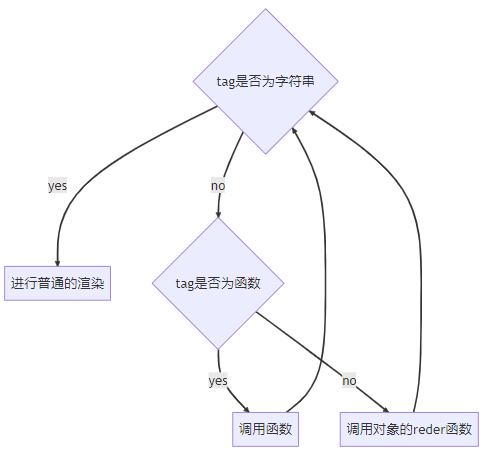 tag是否为字符串
yes
no
进行普通的渲染
tag是否为函数
yes
no
调用函数
调用对象的reder函数